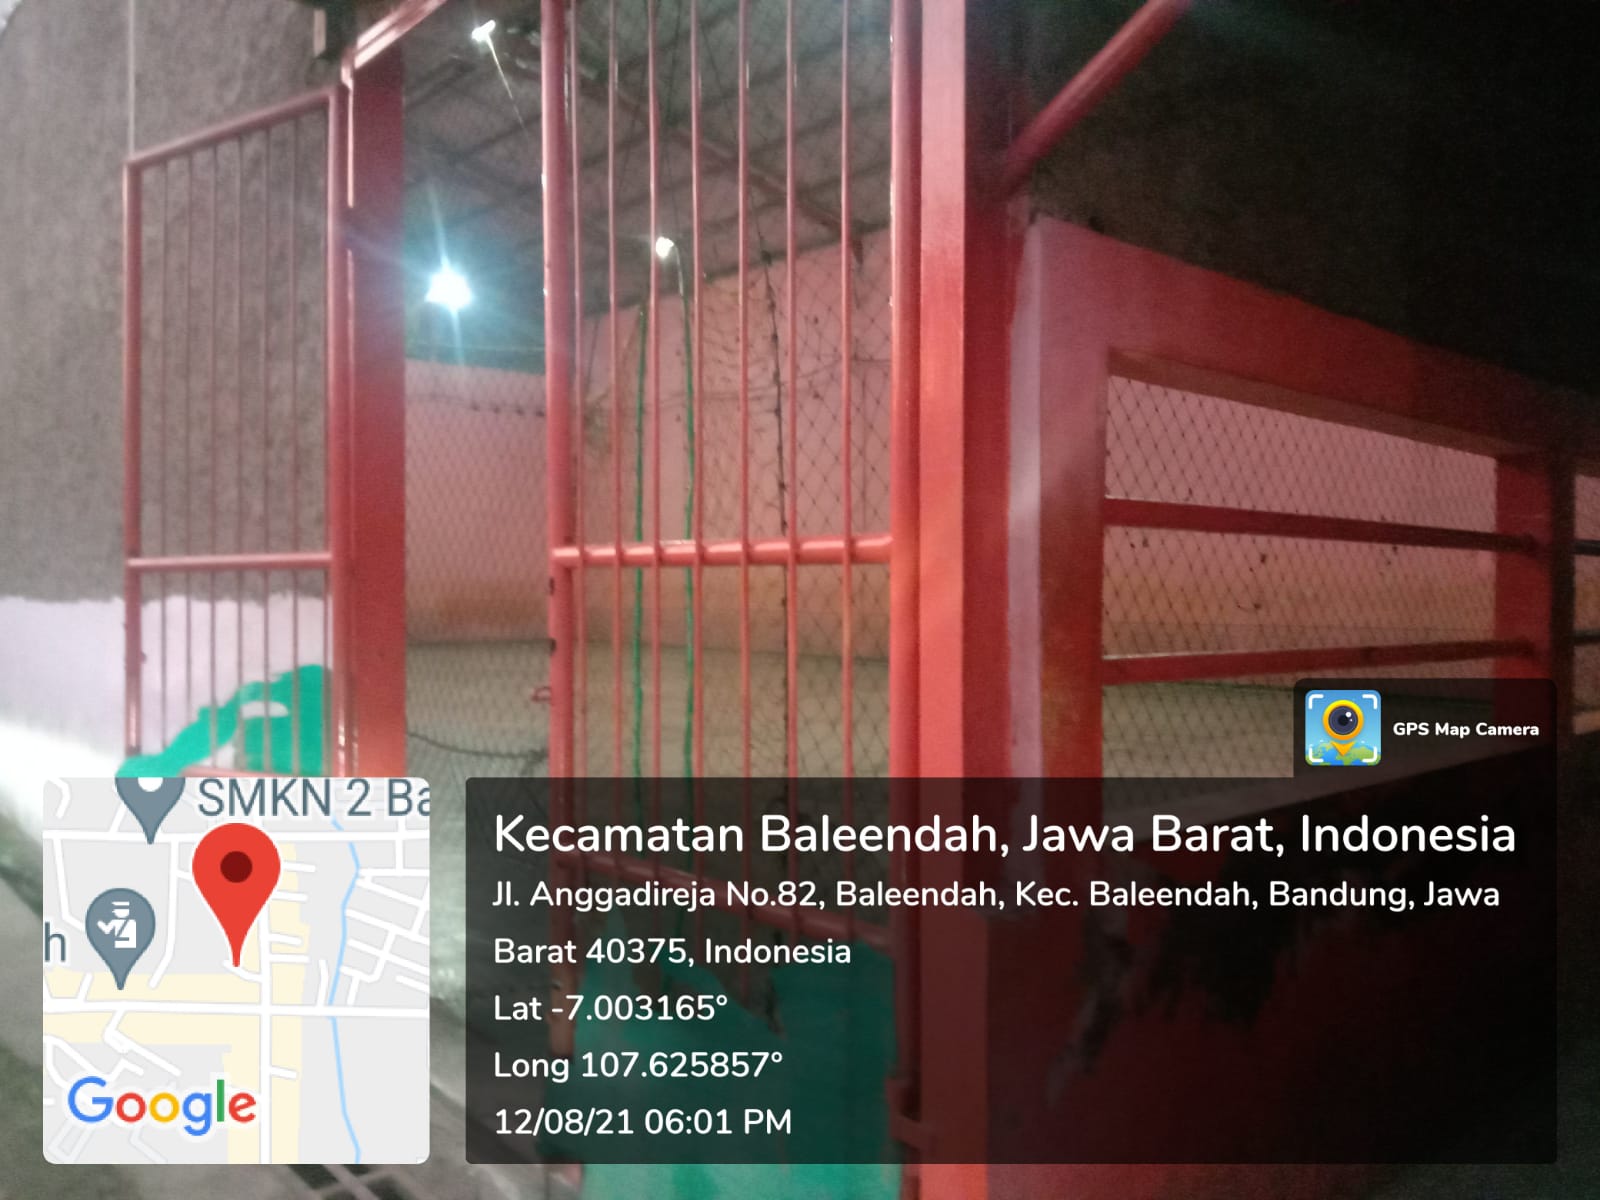 GPS Map Camera
SMKN 2 Ba
h
Google
Kecamatan Baleendah, Jawa Barat, Indonesia
Jl. Anggadireja No.82, Baleendah, Kec. Baleendah, Bandung, Jawa
Barat 40375, Indonesia
Lat -7.003165°
Long 107.625857°
12/08/21 06:01 PM